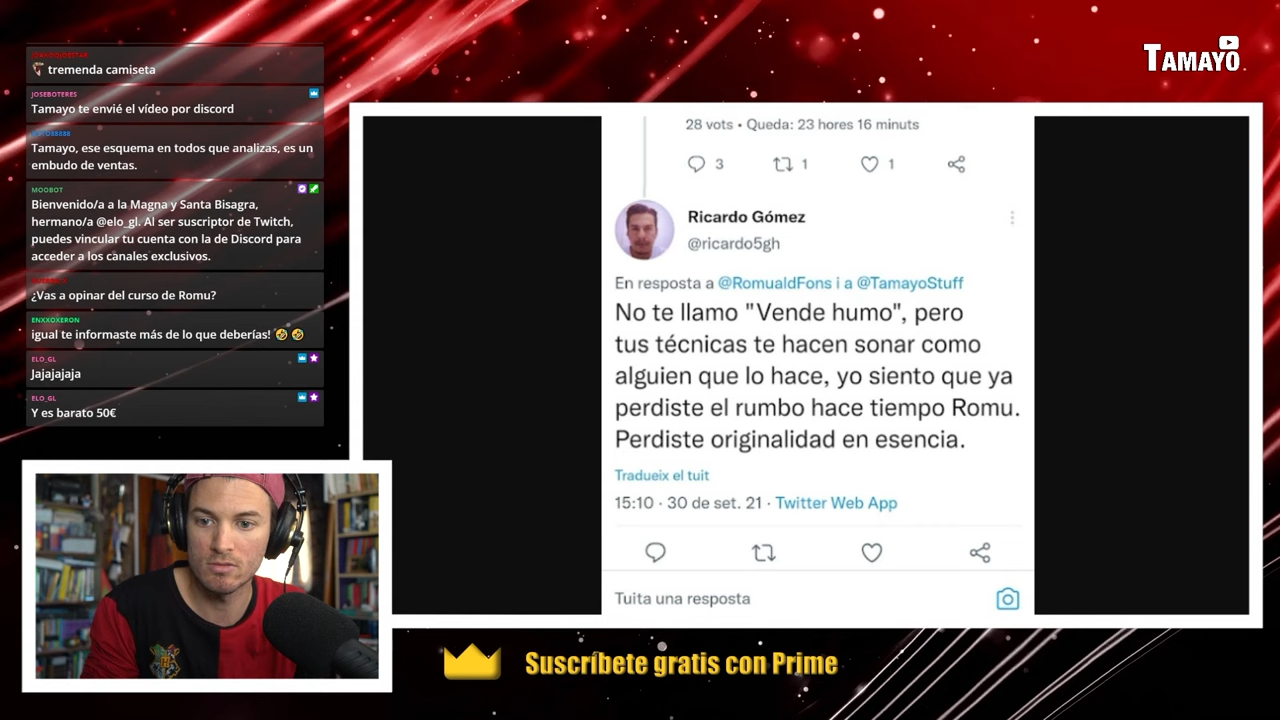 tremenda camiseta
JOSEBOTERES
Tamayo te envié el vídeo por discord
Tamayo, ese esquema en todos que analizas, es un
embudo de ventas.
MOOBOT
Bienvenido/a a la Magna y Santa Bisagra,
hermano/a @elo_gl. Al ser suscriptor de Twitch,
puedes vincular tu cuenta con la de Discord para
acceder a los canales exclusivos.
¿Vas a opinar del curso de Romu?
ENXXOXERON
igual te informaste más de lo que deberías! 🤣 🤣
ELO_GL
Jajajajaja
ELO_GL
Y es barato 50€
TAMAYO
28 vots • Queda: 23 hores 16 minuts
3 1 1
Ricardo Gómez
@ricardo5gh
En resposta a @RomualdFons i a @TamayoStuff
No te llamo "Vende humo", pero
tus técnicas te hacen sonar como
alguien que lo hace, yo siento que ya
perdiste el rumbo hace tiempo Romu.
Perdiste originalidad en esencia.
Tradueix el tuit
15:10 · 30 de set. 21 · Twitter Web App
Tuita una resposta
Suscríbete gratis con Prime